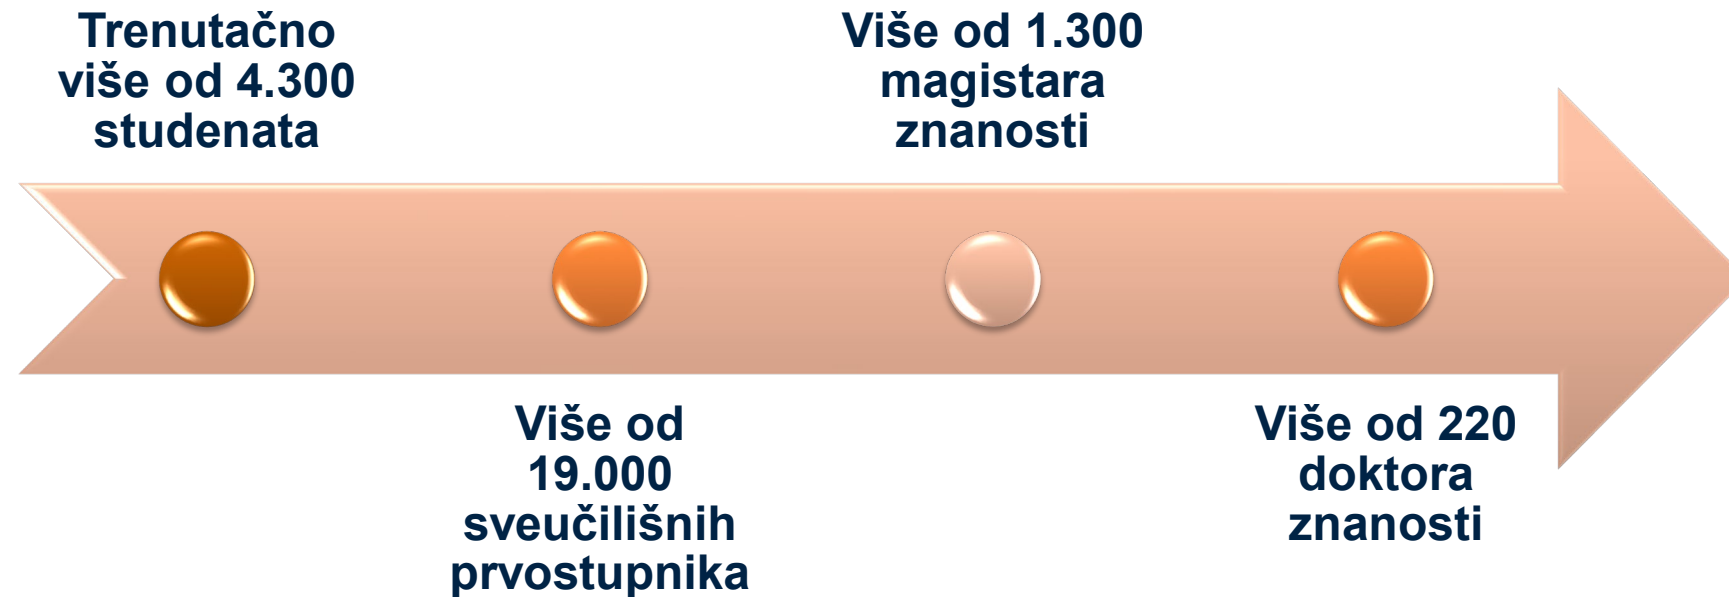 Trenutačno
više od 4.300
studenata
Više od
19.000
sveučilišnih
prvostupnika
Više od 1.300
magistara
znanosti
Više od 220
doktora
znanosti